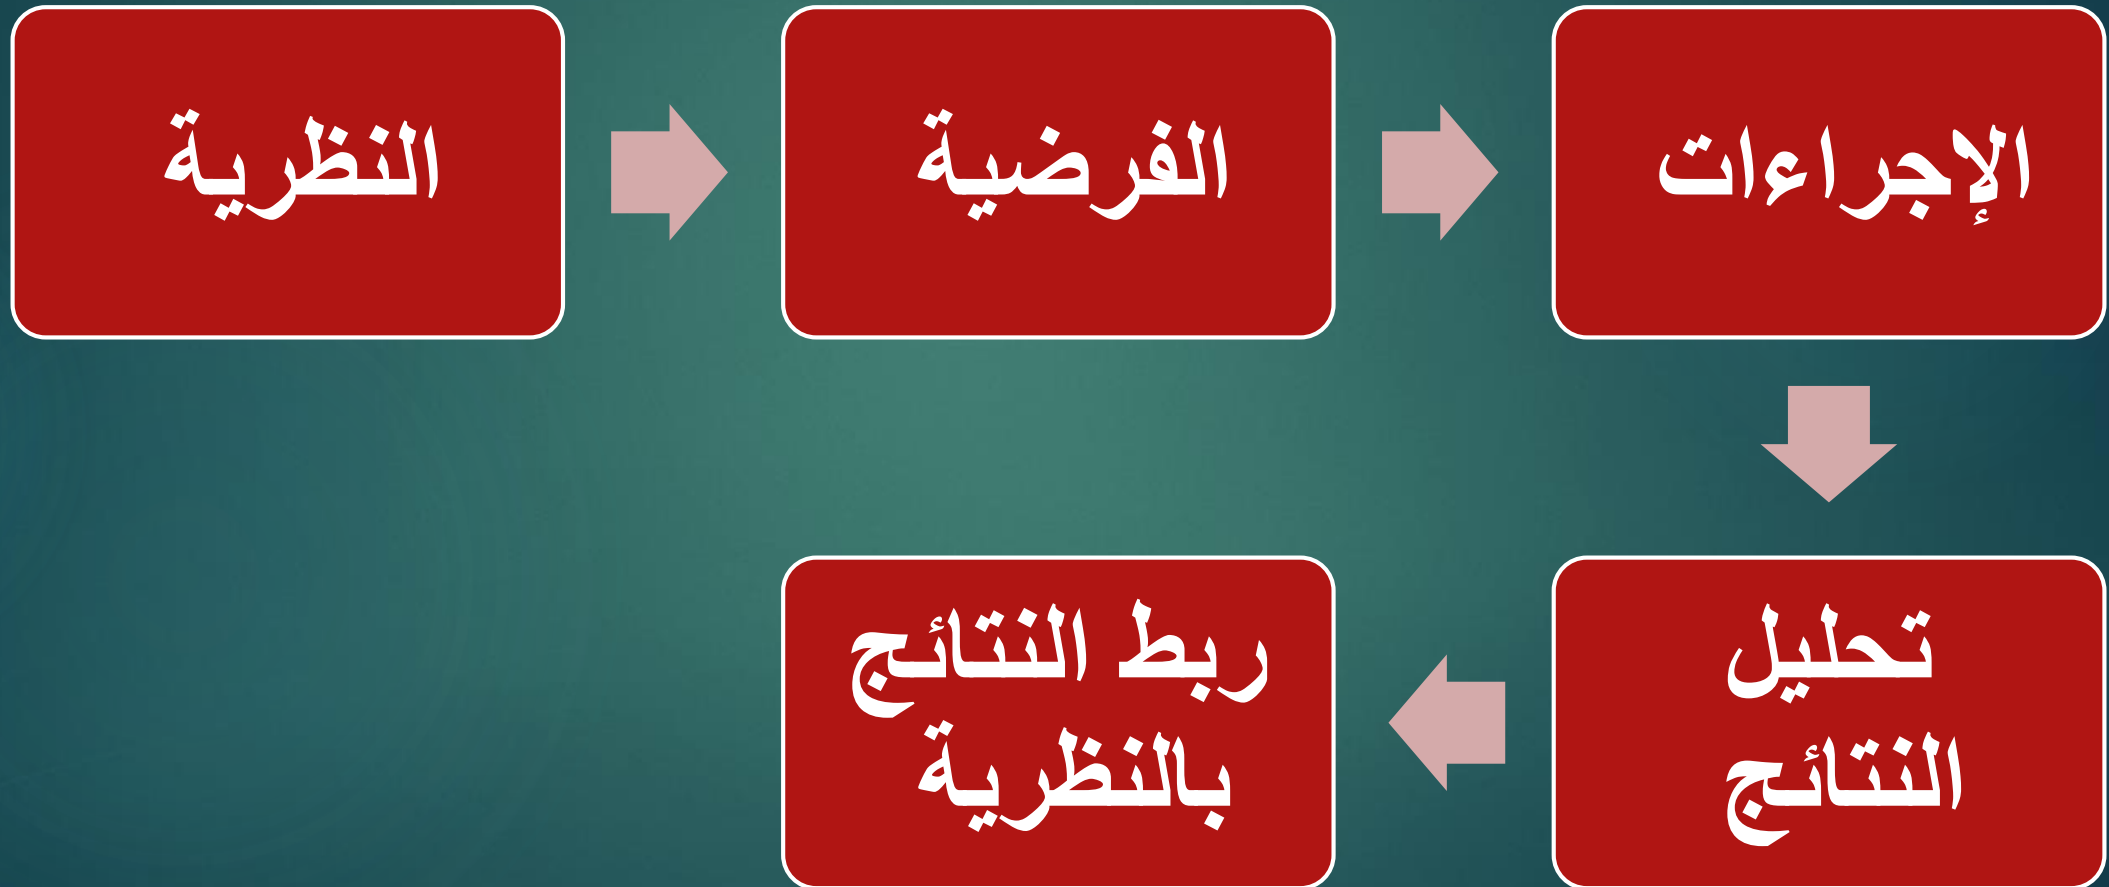 النظرية
الفرضية
الإجراءات
تحليل
النتائج
ربط النتائج
بالنظرية